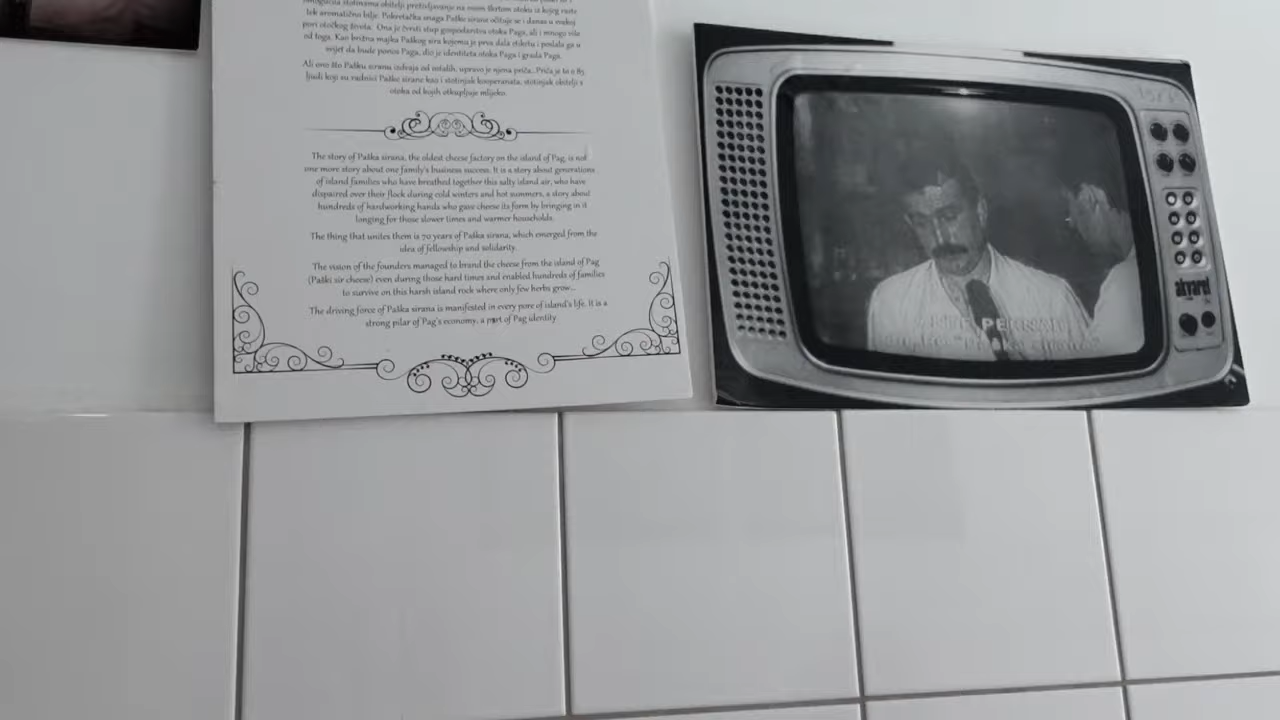 tek aromatično bilje. Pokretačka snaga Paške sirane očituje se i danas u svakoj
pori otočkog života. Ona je čvrsti stup gospodarstva otoka Paga, ali i mnogo više
od toga. Kao brižna majka Paškog sira kojemu je prva dala etiketu i poslala ga u
svijet da bude ponos Paga, dio je identiteta otoka Paga i grada Paga.
Ali ono što Pašku siranu izdvaja od ostalih, upravo je njena priča. Priča je to o 85
ljudi koji su radnici Paške sirane kao i stotinjak kooperanata, stotinjak obitelji s
otoka od kojih otkupljuje mlijeko.
The story of Paška sirana, the oldest cheese factory on the island of Pag, is not
one more story about one family's business success. It is a story about generations
of island families who have breathed together this salty island air, who have
dispaired over their flock during cold winters and hot summers, a story about
hundreds of hardworking hands who gave cheese its form by bringing in it
longing for those slower times and warmer households.
The thing that unites them is 70 years of Paška sirana, which emerged from the
idea of fellowship and solidarity.
The vision of the founders managed to brand the cheese from the island of Pag
(Paški sir cheese) even during those hard times and enabled hundreds of families
to survive on this harsh island rock where only few herbs grow...
The driving force of Paška sirana is manifested in every pore of island's life. It is a
strong pilar of Pag's economy, a part of Pag identity
akvarel